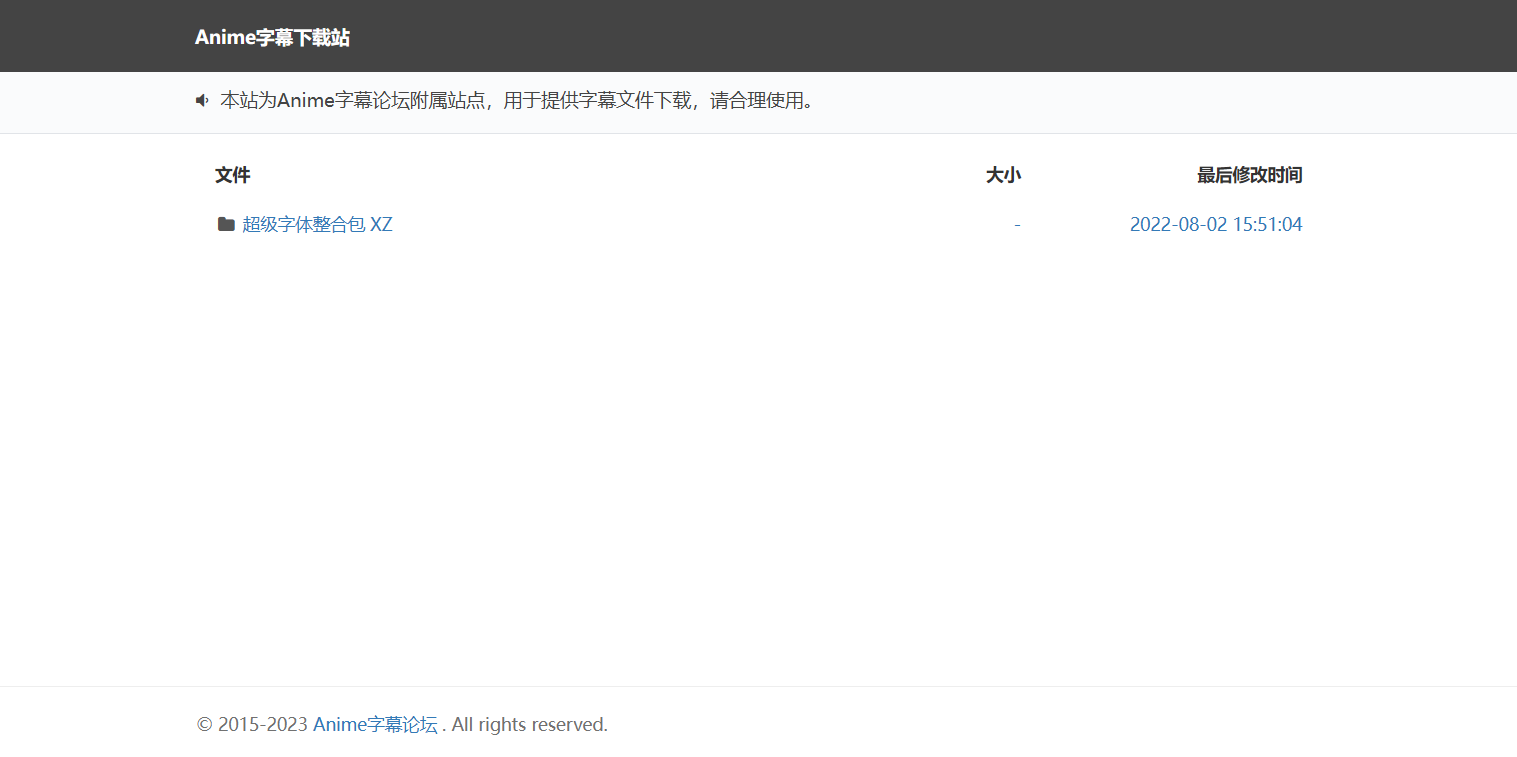 Anime字幕下载站
本站为Anime字幕论坛附属站点，用于提供字幕文件下载，请合理使用。
文件 大小 最后修改时间
超级字体整合包 XZ - 2022-08-02 15:51:04
© 2015-2023 Anime字幕论坛 . All rights reserved.